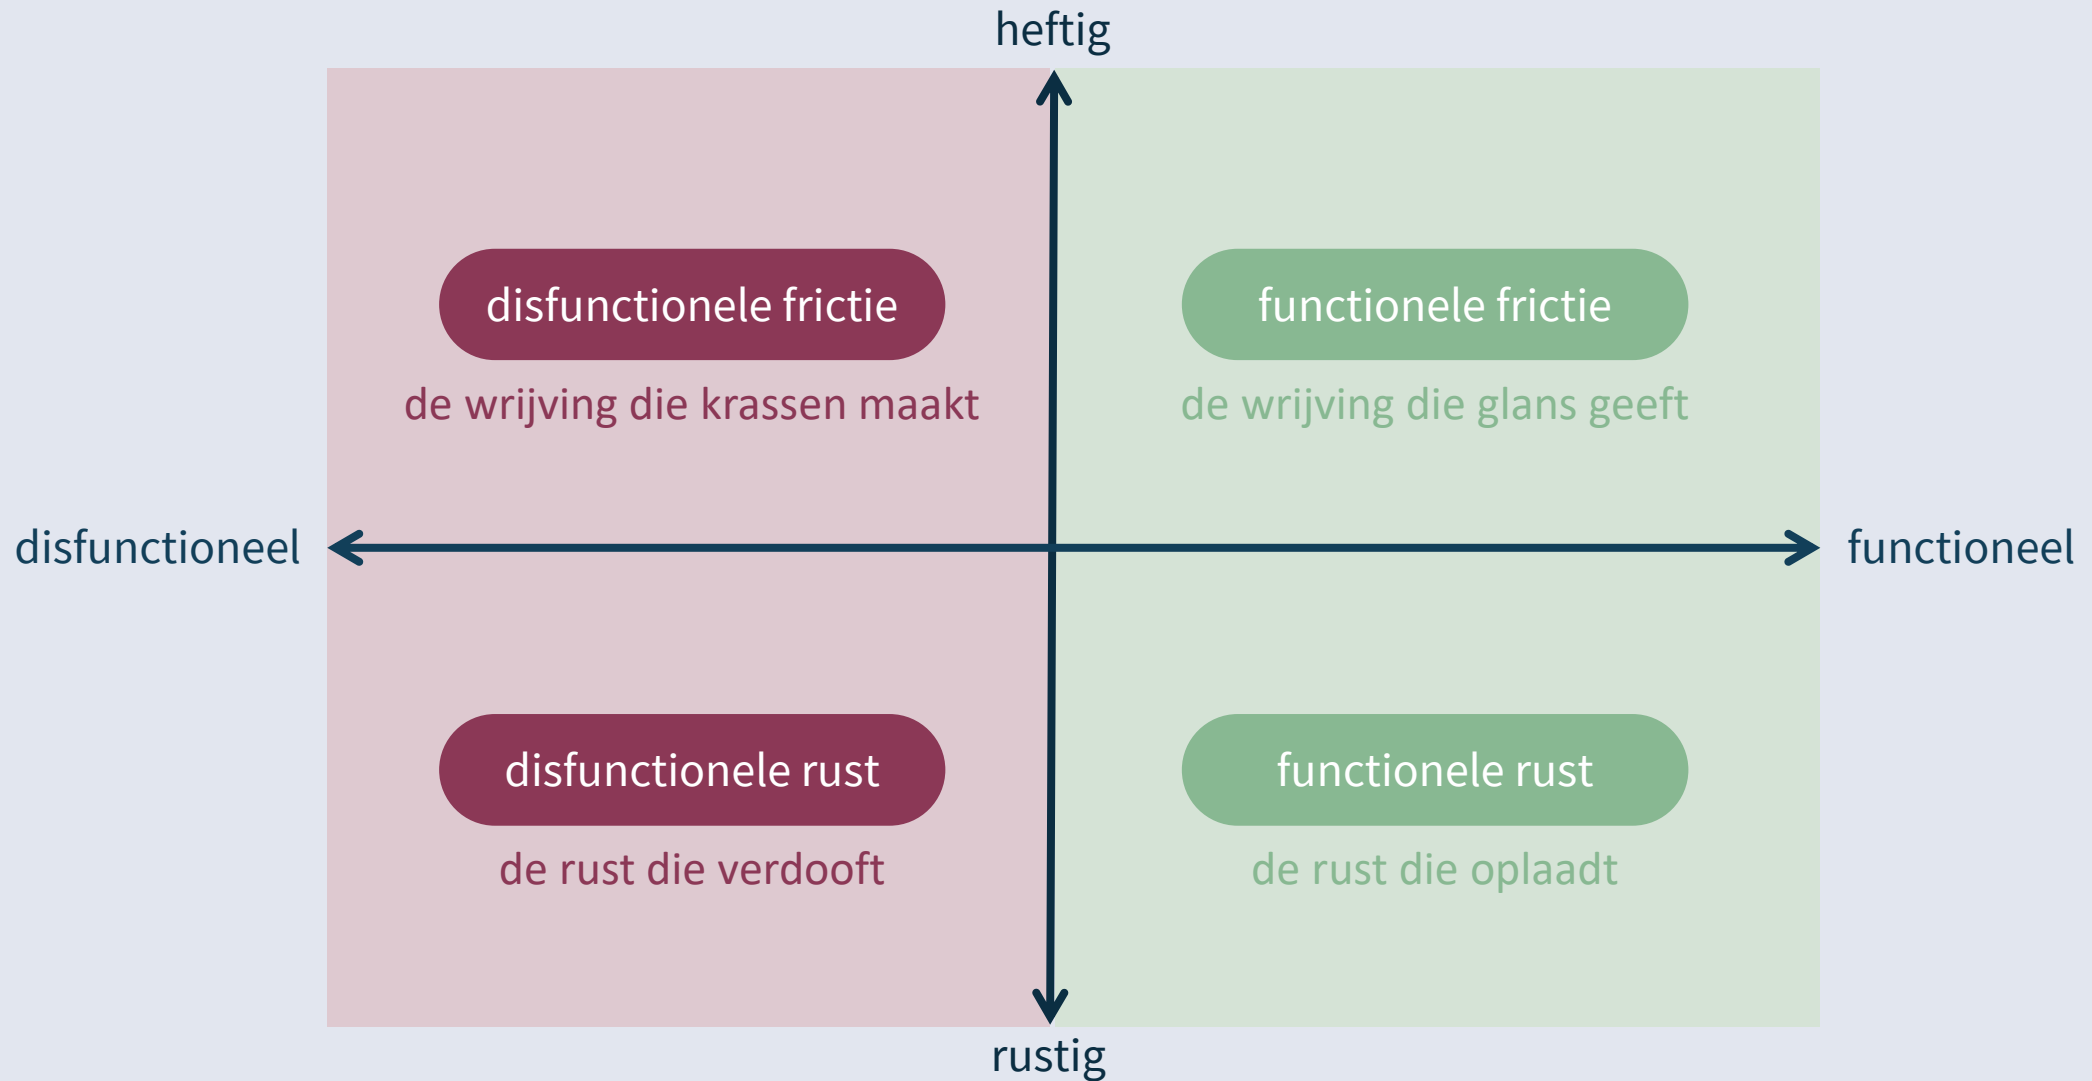 heftig
disfunctionele frictie
de wrijving die krassen maakt
functionele frictie
de wrijving die glans geeft
disfunctioneel
functioneel
disfunctionele rust
de rust die verdooft
functionele rust
de rust die oplaadt
rustig